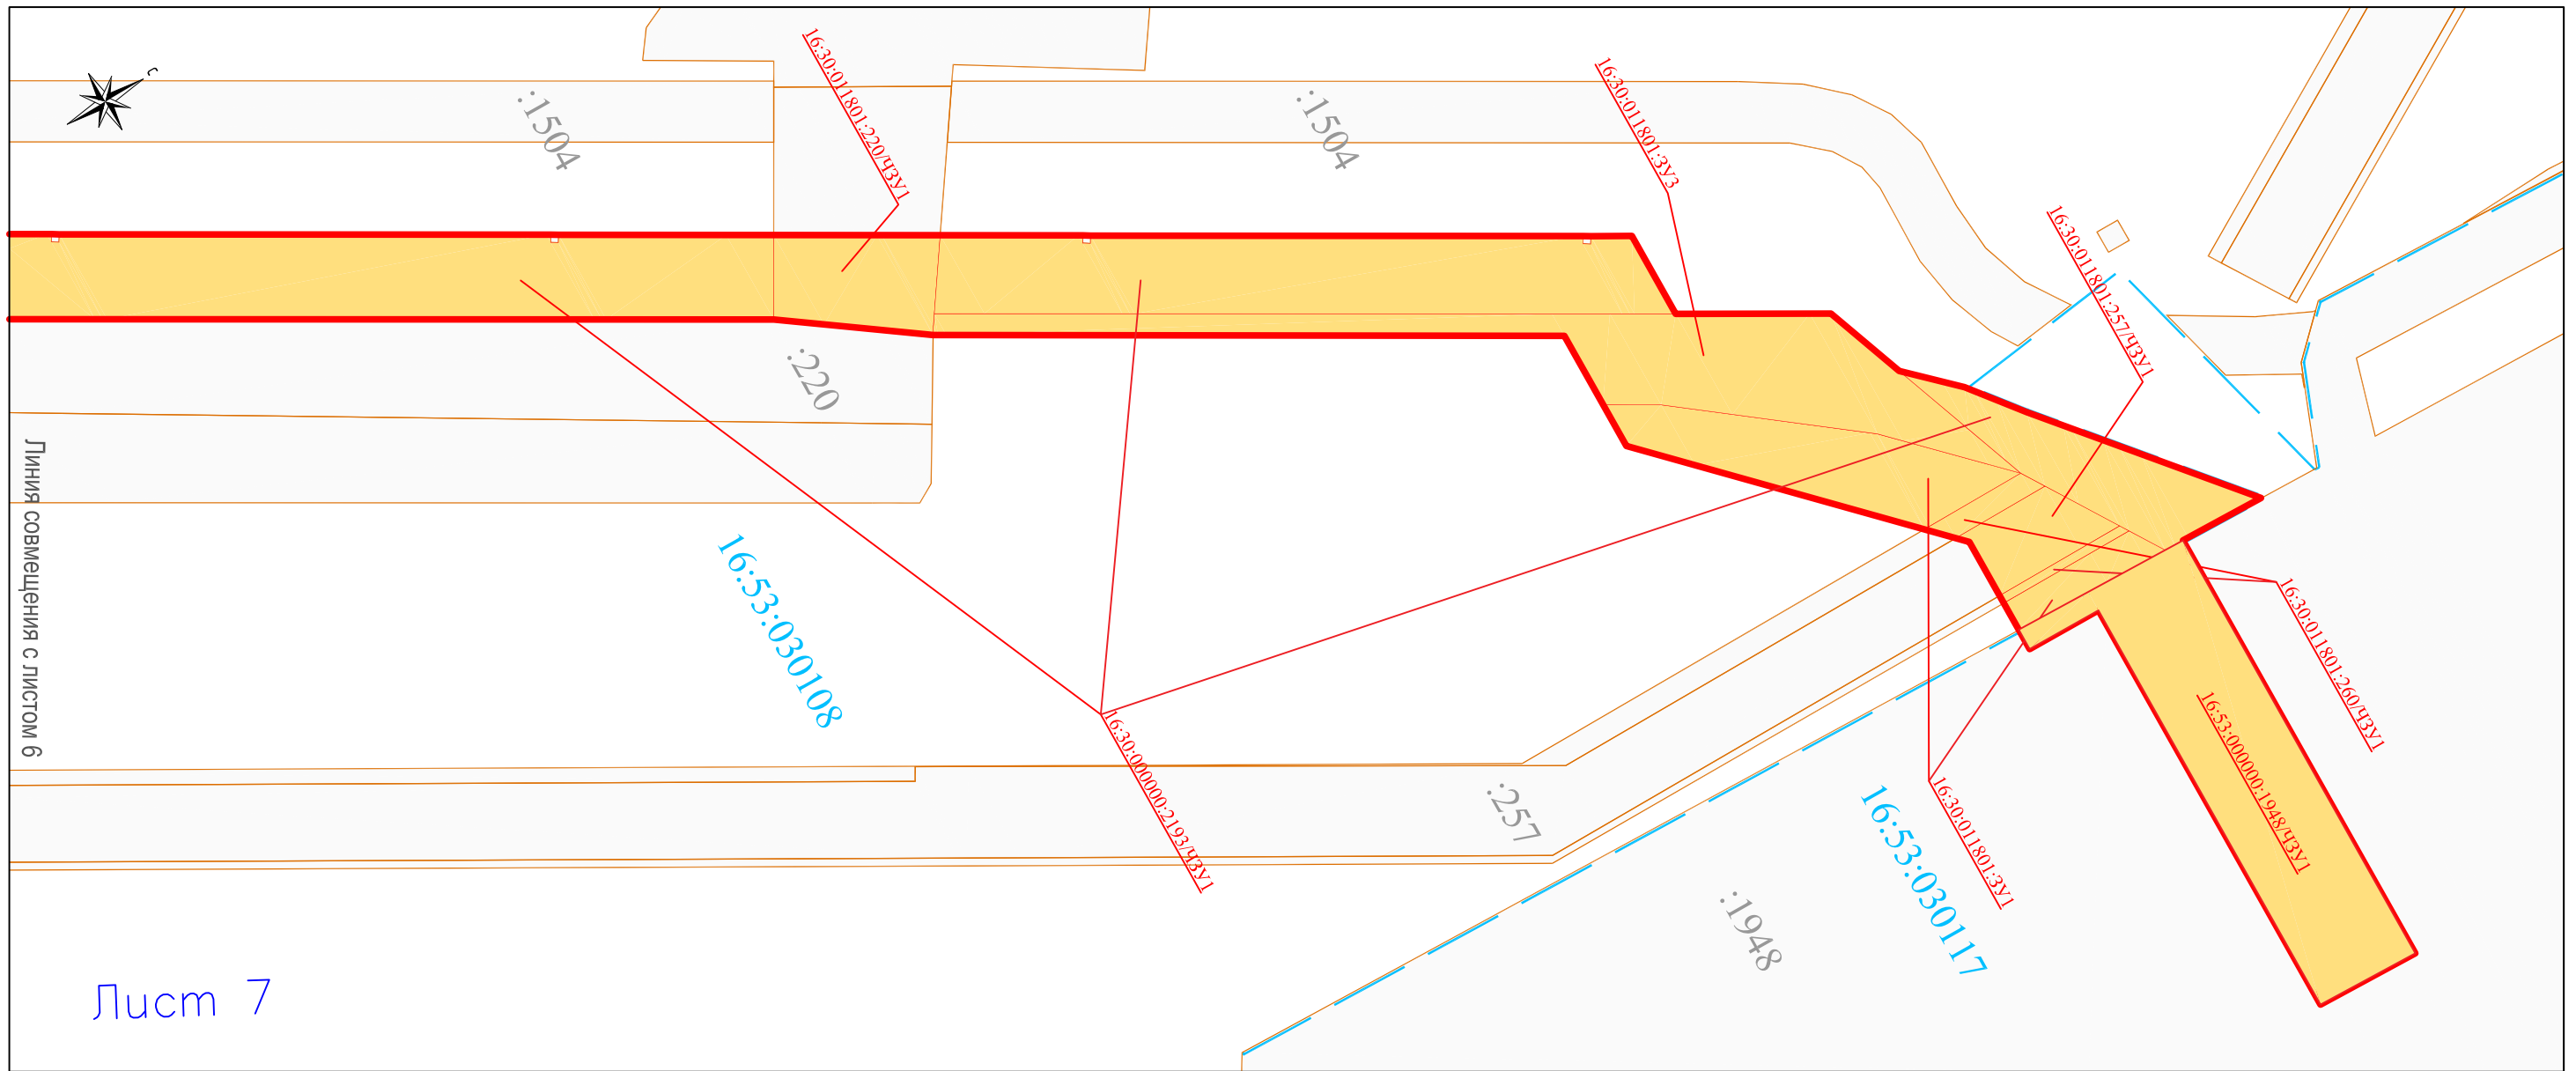 с
:1504
16:30:011801:220/ЧЗУ1
:1504
16:30:011801:ЗУ3
16:30:011801:257/ЧЗУ1
:220
Линия совмещения с листом 6
16:53:030108
16:30:000000:2193/ЧЗУ1
:257
16:30:011801:260/ЧЗУ1
16:53:000000:1948/ЧЗУ1
16:30:011801:ЗУ1
16:53:030117
:1948
Лист 7